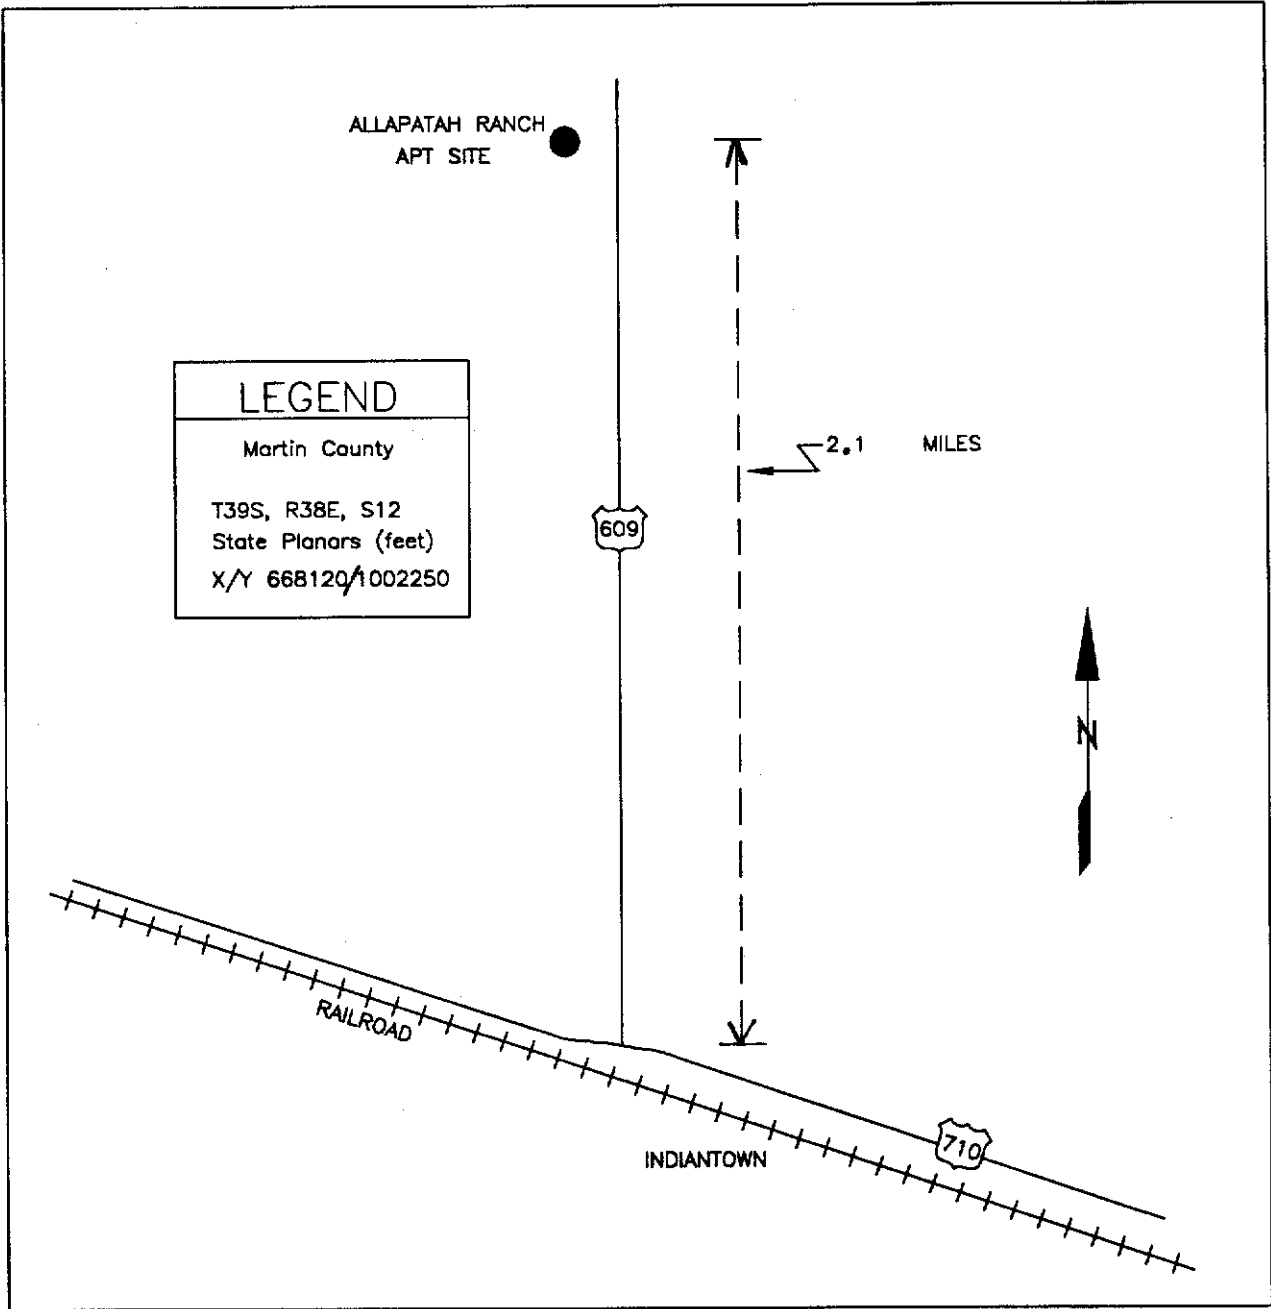 ALLAPATAH RANCH
APT SITE
LEGEND
Martin County
T39S, R38E, S12
State Planars (feet)
X/Y 668120/1002250
2.1 MILES
609
N
RAILROAD
710
INDIANTOWN